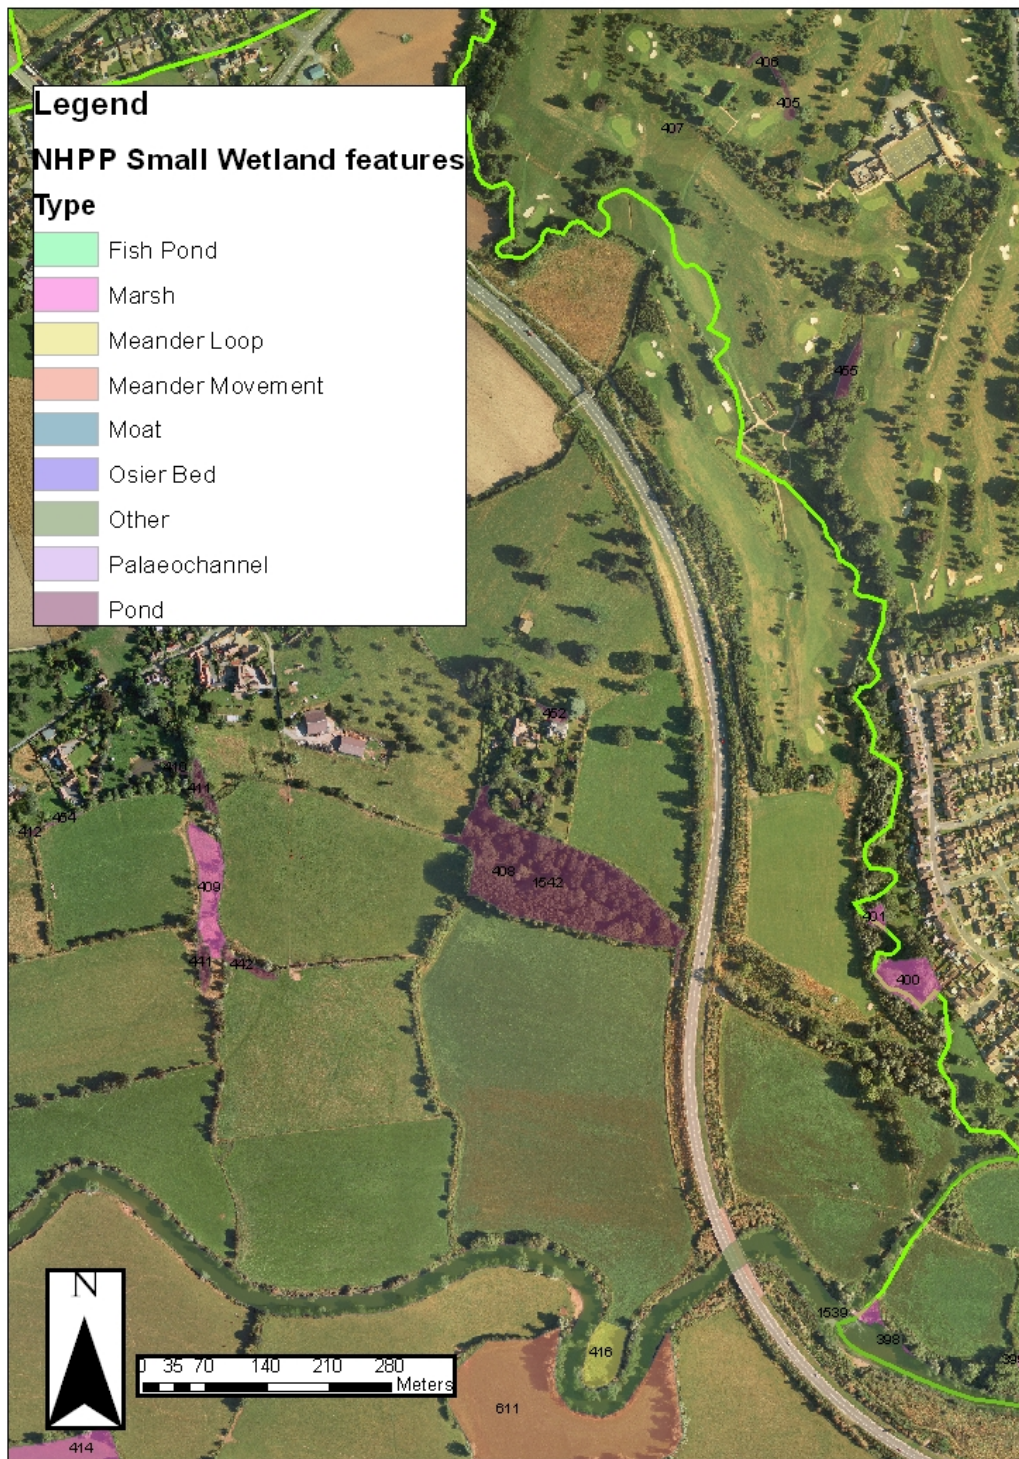 Legend
NHPP Small Wetland features
Type
Fish Pond
Marsh
Meander Loop
Meander Movement
Moat
Osier Bed
Other
Palaeochannel
Pond
406
405
407
455
452
410
411
454
412
409
408
1542
441
442
401
400
1539
398
416
611
414
N
0 35 70 140 210 280
Meters